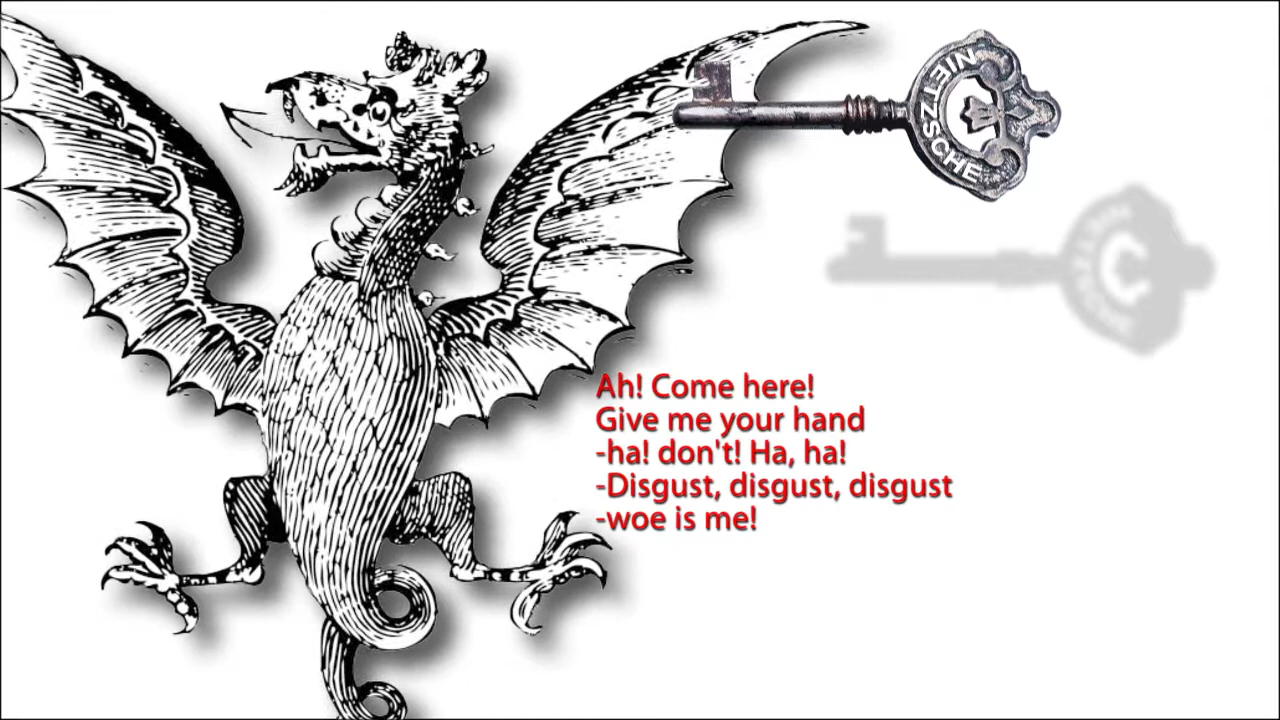 NIETZSCHE
Ah! Come here!
Give me your hand
-ha! don't! Ha, ha!
-Disgust, disgust, disgust
-woe is me!